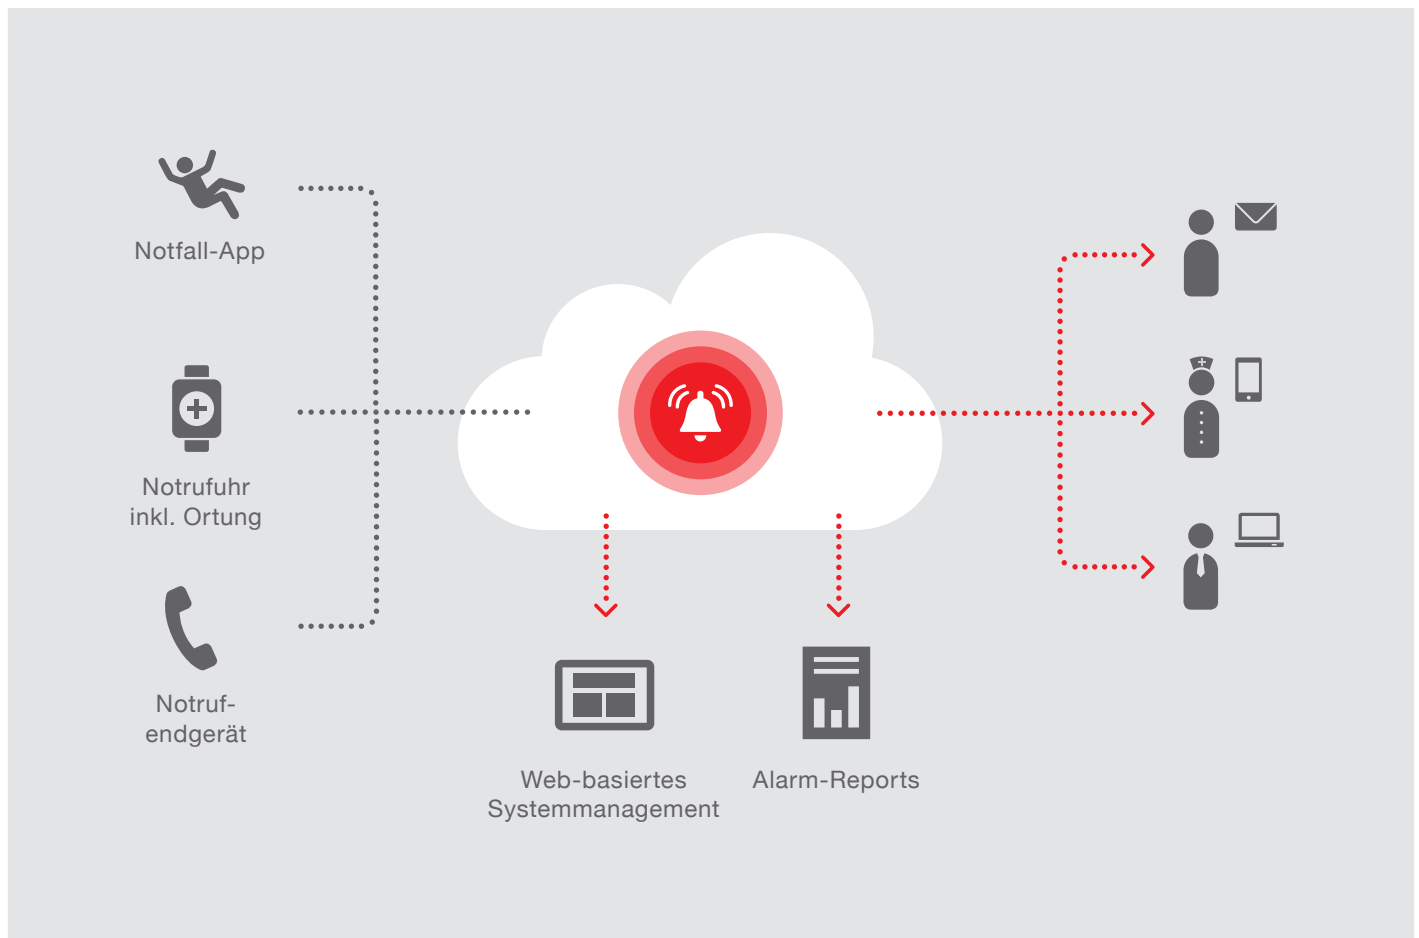 Notfall-App
Notrufuhr
inkl. Ortung
Notruf-
endgerät
Web-basiertes
Systemmanagement
Alarm-Reports